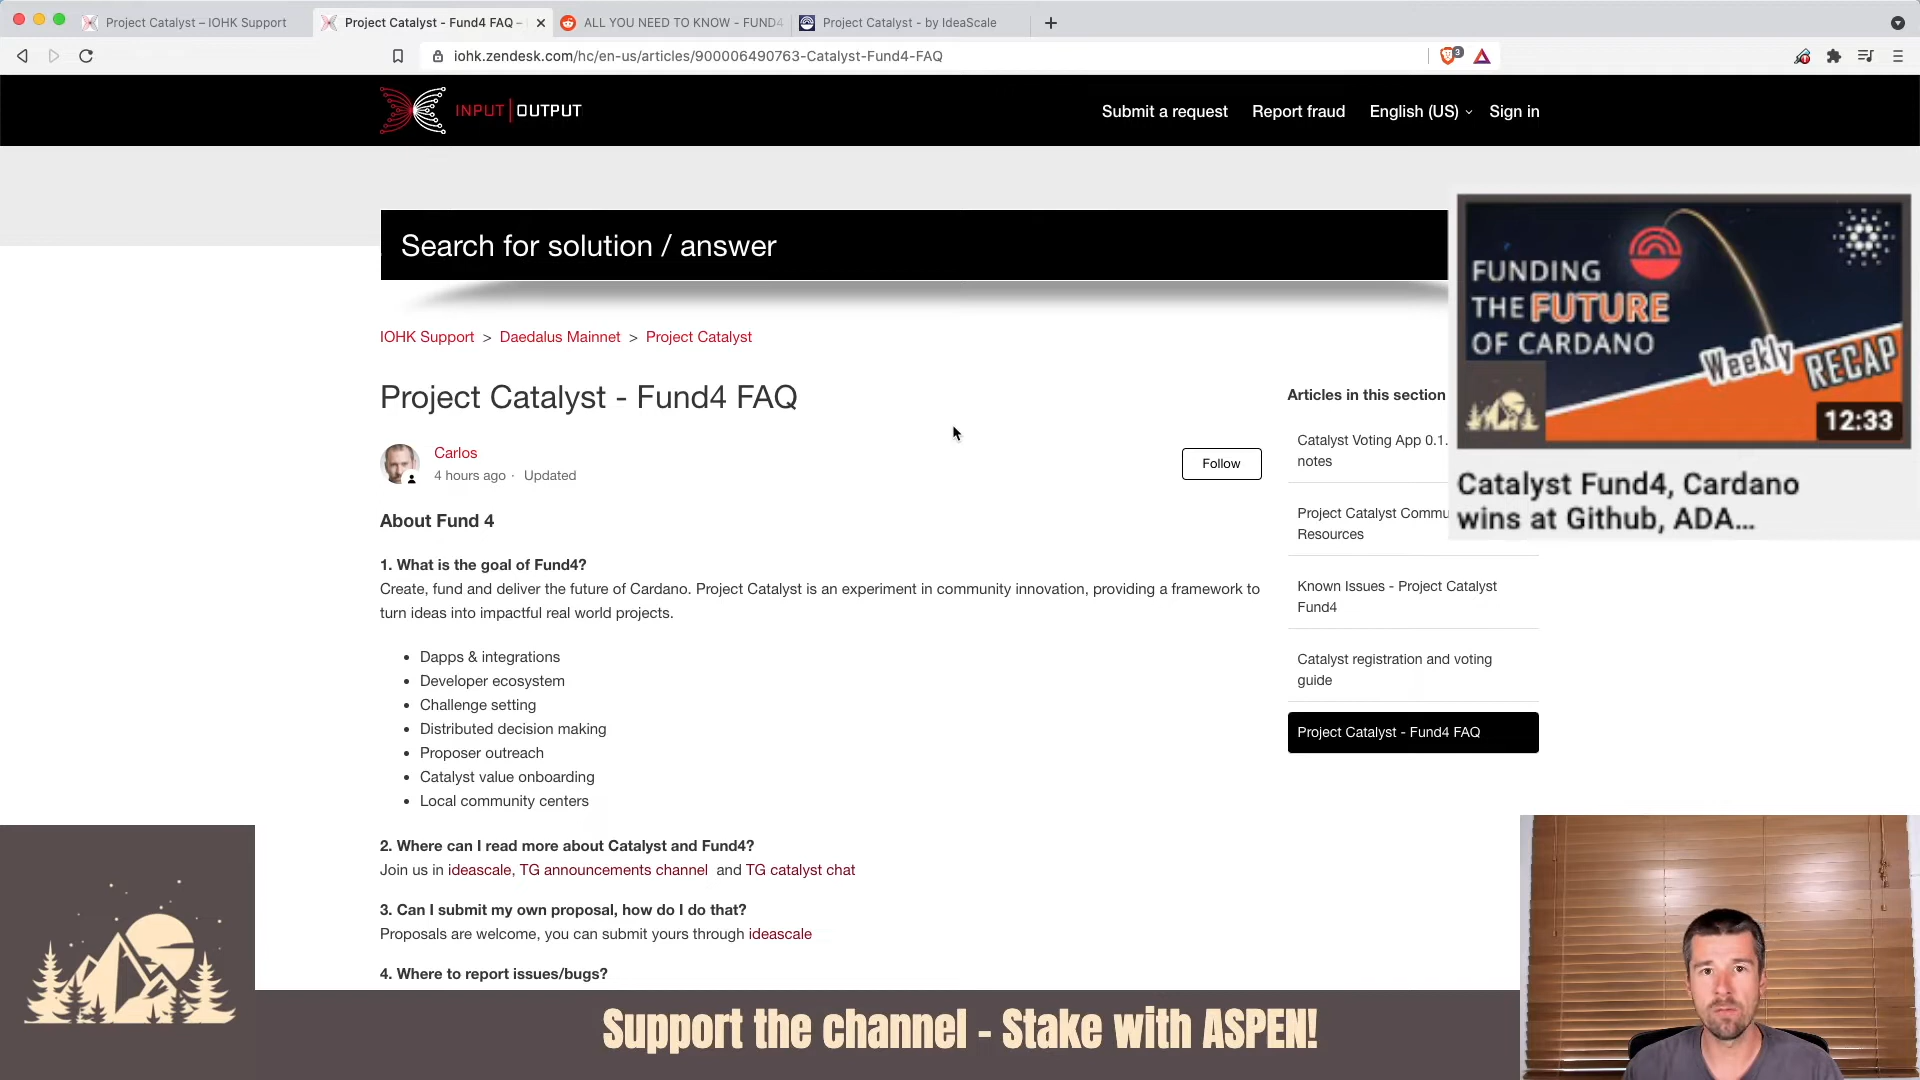 Project Catalyst – IOHK Support
Project Catalyst - Fund4 FAQ –
ALL YOU NEED TO KNOW - FUND4
Project Catalyst - by IdeaScale
iohk.zendesk.com/hc/en-us/articles/900006490763-Catalyst-Fund4-FAQ
3
INPUT | OUTPUT
Submit a request
Report fraud
English (US)
Sign in
Search for solution / answer
IOHK Support > Daedalus Mainnet > Project Catalyst
Project Catalyst - Fund4 FAQ
Carlos
4 hours ago · Updated
Follow
About Fund 4
1. What is the goal of Fund4?
Create, fund and deliver the future of Cardano. Project Catalyst is an experiment in community innovation, providing a framework to
turn ideas into impactful real world projects.
• Dapps & integrations
• Developer ecosystem
• Challenge setting
• Distributed decision making
• Proposer outreach
• Catalyst value onboarding
• Local community centers
2. Where can I read more about Catalyst and Fund4?
Join us in ideascale, TG announcements channel and TG catalyst chat
3. Can I submit my own proposal, how do I do that?
Proposals are welcome, you can submit yours through ideascale
4. Where to report issues/bugs?
Articles in this section
Catalyst Voting App 0.1.
notes
Project Catalyst Commu
Resources
Known Issues - Project Catalyst
Fund4
Catalyst registration and voting
guide
Project Catalyst - Fund4 FAQ
FUNDING
THE FUTURE
OF CARDANO
Weekly
RECAP
12:33
Catalyst Fund4, Cardano
wins at Github, ADA...
Support the channel - Stake with ASPEN!